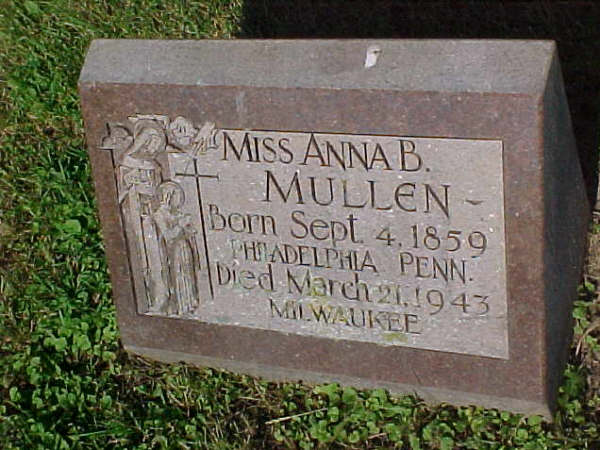 MISS ANNA B.
MULLEN -
Born Sept. 4, 1859
PHILADELPHIA PENN.
Died March 21, 1943
MILWAUKEE